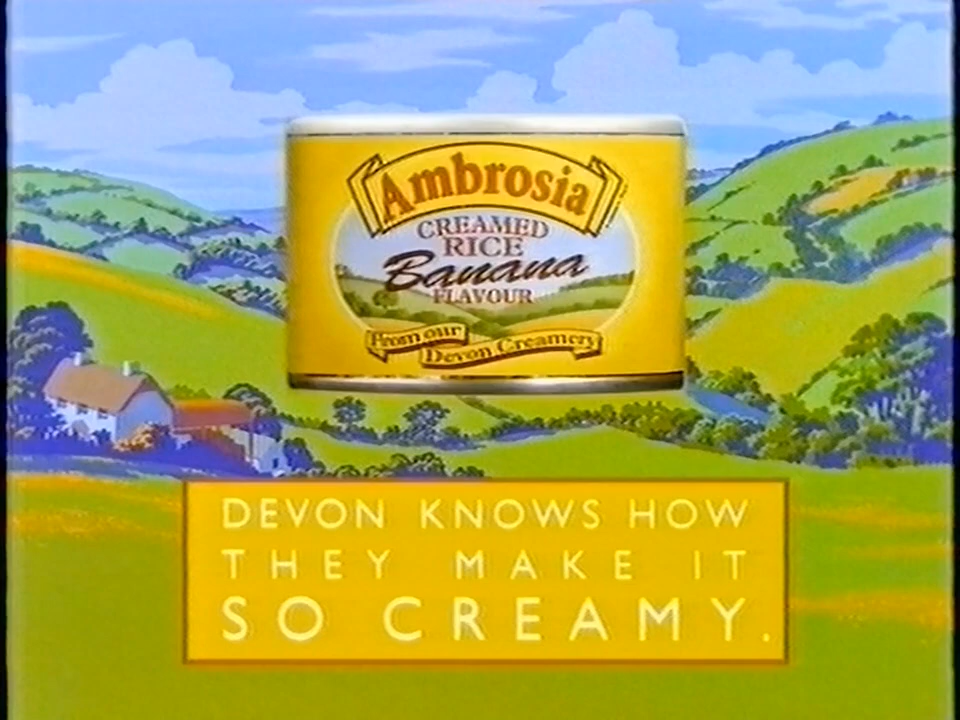 Ambrosia
CREAMED
RICE
Banana
FLAVOUR
From our
Devon Creamery
DEVON KNOWS HOW
THEY MAKE IT
SO CREAMY.